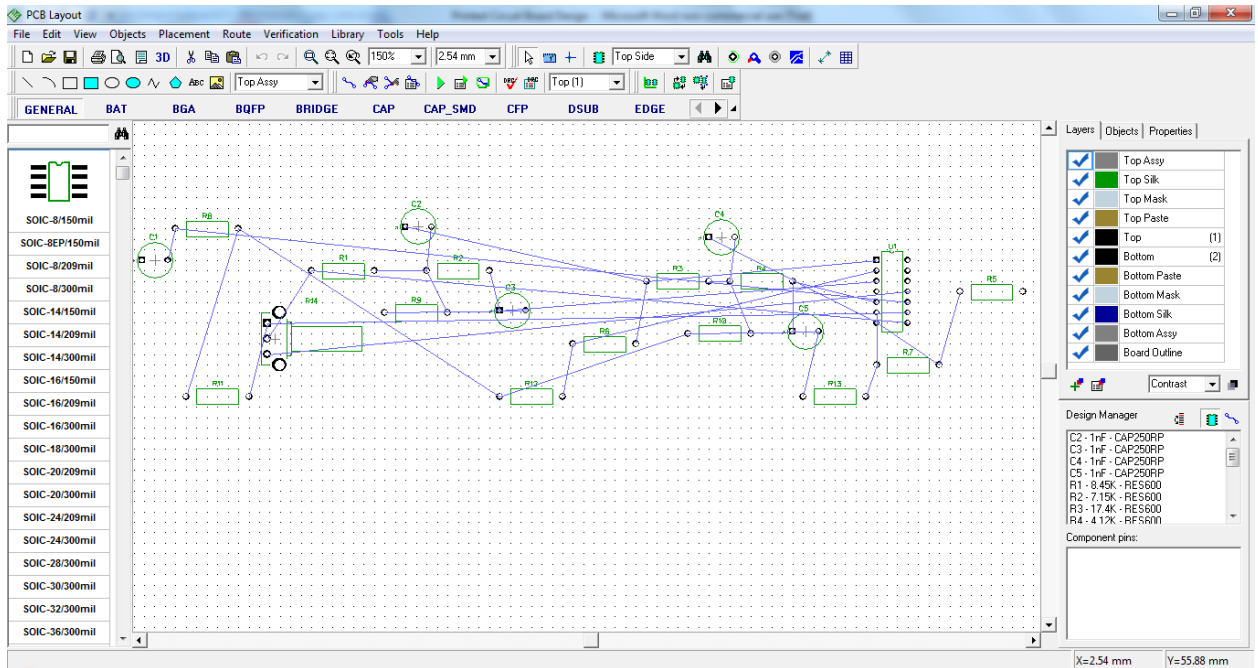 PCB Layout
File Edit View Objects Placement Route Verification Library Tools Help
3D 150% 2.54 mm Top Side
ABC Top Assy Top (1)
GENERAL BAT BGA BQFP BRIDGE CAP CAP_SMD CFP DSUB EDGE
SOIC-8/150mil
SOIC-8EP/150mil
SOIC-8/209mil
SOIC-8/300mil
SOIC-14/150mil
SOIC-14/209mil
SOIC-14/300mil
SOIC-16/150mil
SOIC-16/209mil
SOIC-16/300mil
SOIC-18/300mil
SOIC-20/209mil
SOIC-20/300mil
SOIC-24/209mil
SOIC-24/300mil
SOIC-28/300mil
SOIC-30/300mil
SOIC-32/300mil
SOIC-36/300mil
C2
R8
C4
C1
U1
R1
R2
R3
R4
R5
C3
R14
R9
C5
R10
R6
R7
R11
R12
R13
Layers Objects Properties
Top Assy
Top Silk
Top Mask
Top Paste
Top (1)
Bottom (2)
Bottom Paste
Bottom Mask
Bottom Silk
Bottom Assy
Board Outline
Contrast
Design Manager
C2 - 1nF - CAP250RP
C3 - 1nF - CAP250RP
C4 - 1nF - CAP250RP
C5 - 1nF - CAP250RP
R1 - 8.45K - RES600
R2 - 7.15K - RES600
R3 - 17.4K - RES600
R4 - 4.12K - RES600
Component pins:
X=2.54 mm Y=55.88 mm